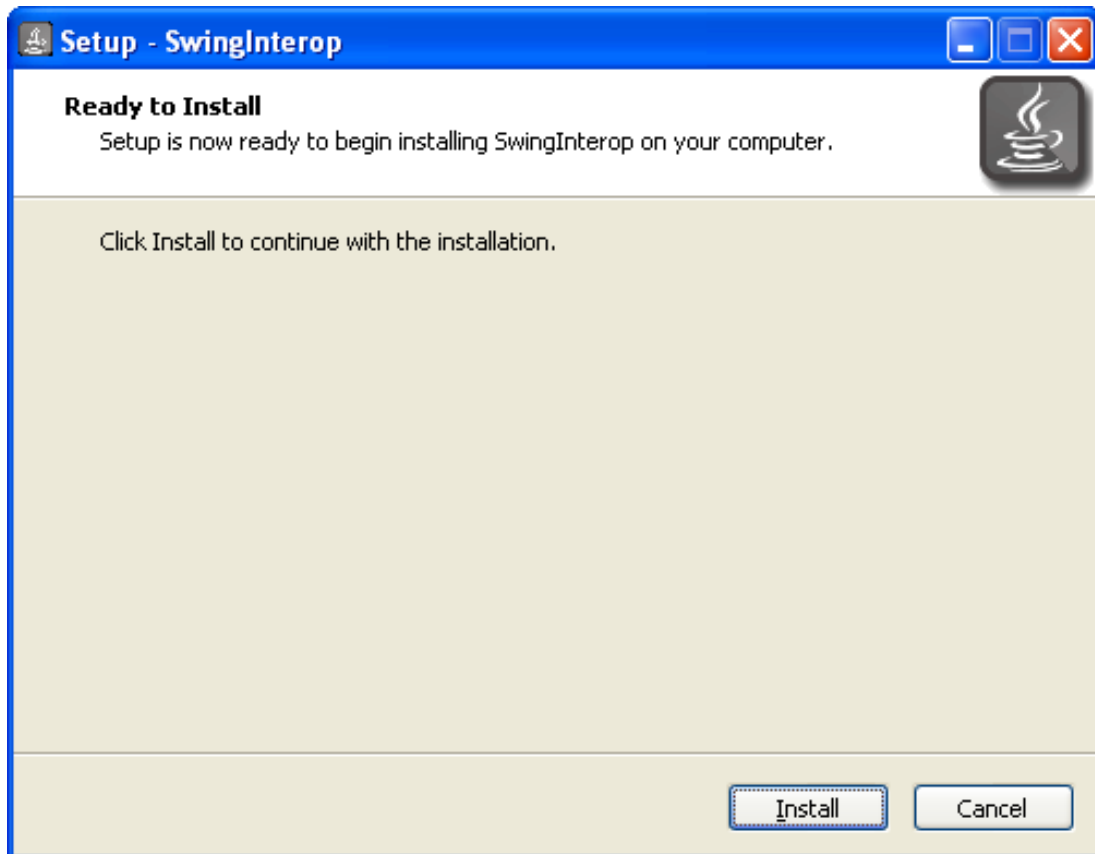 Setup - SwingInterop
Ready to Install
Setup is now ready to begin installing SwingInterop on your computer.
Click Install to continue with the installation.
Install Cancel